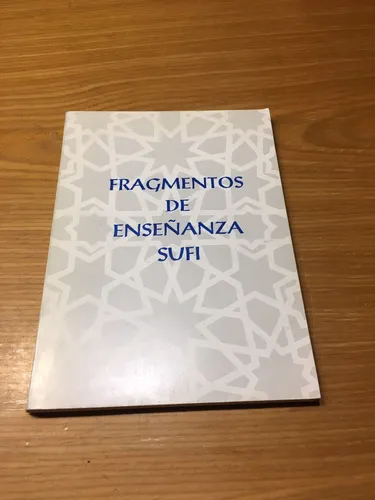 FRAGMENTOS
DE
ENSEÑANZA
SUFI